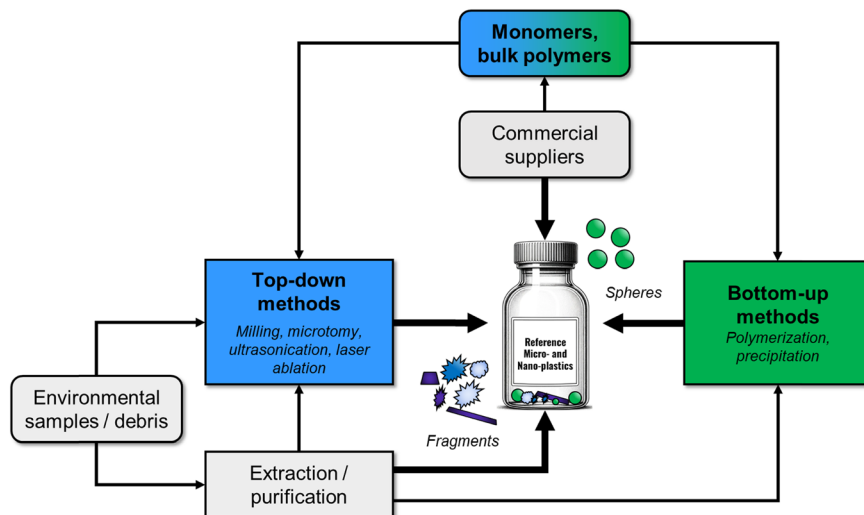 Monomers,
bulk polymers
Commercial
suppliers
Top-down
methods
Milling, microtomy,
ultrasonication, laser
ablation
Spheres
Bottom-up
methods
Polymerization,
precipitation
Reference
Micro- and
Nano-plastics
Environmental
samples / debris
Fragments
Extraction /
purification